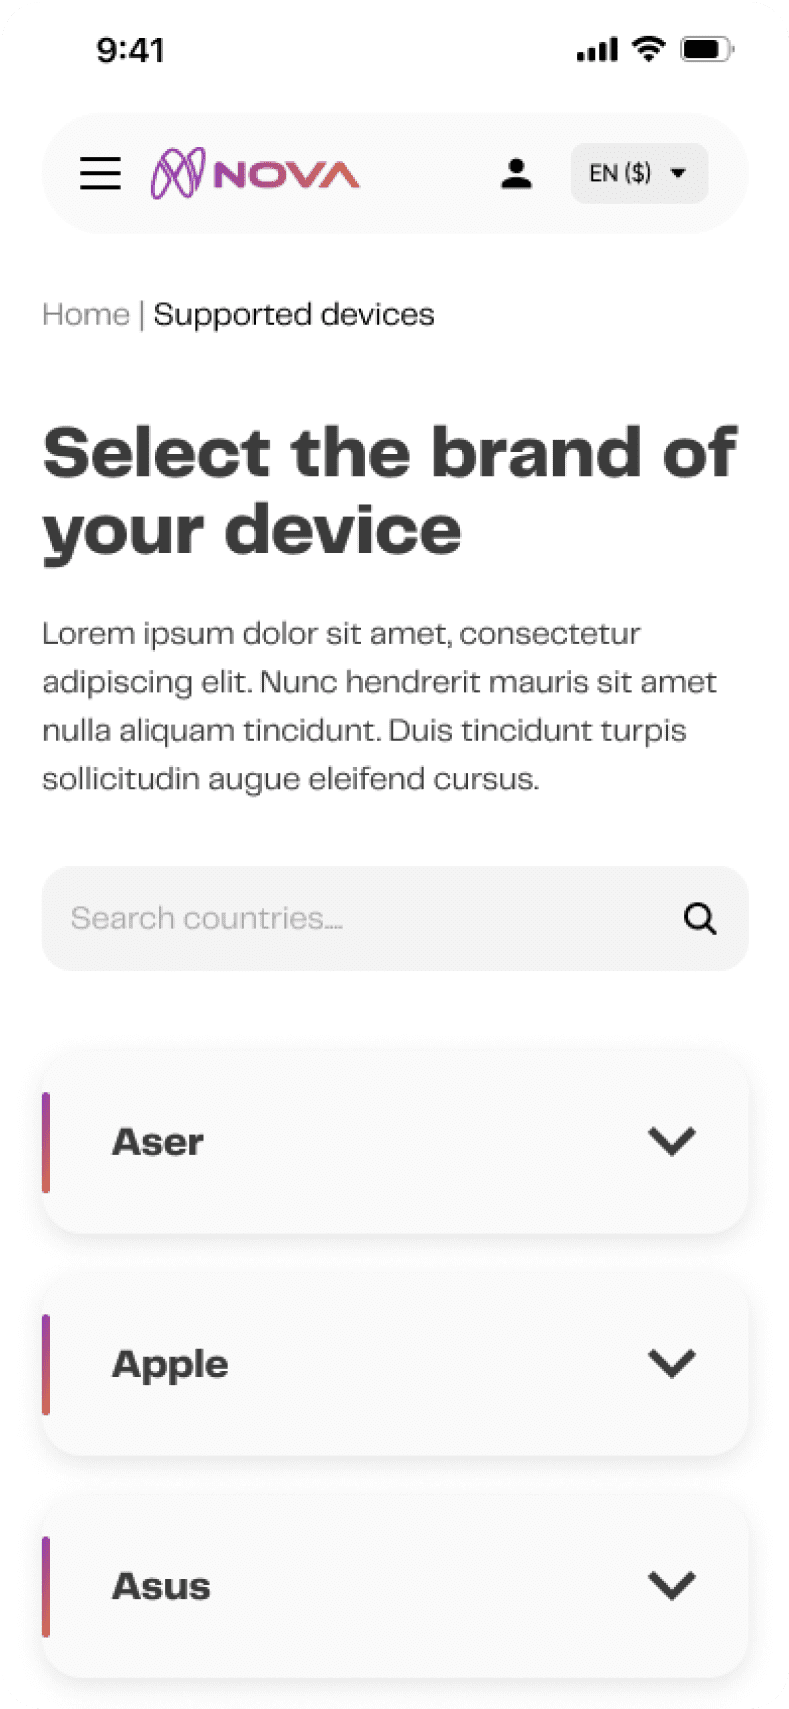 9:41
NOVA
EN ($)
Home | Supported devices
Select the brand of
your device
Lorem ipsum dolor sit amet, consectetur
adipiscing elit. Nunc hendrerit mauris sit amet
nulla aliquam tincidunt. Duis tincidunt turpis
sollicitudin augue eleifend cursus.
Search countries....
Aser
Apple
Asus